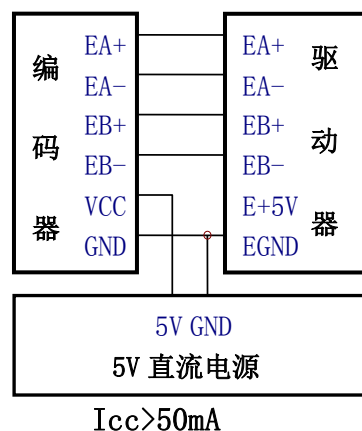 编码器
EA+
EA-
EB+
EB-
VCC
GND
驱动器
EA+
EA-
EB+
EB-
E+5V
EGND
5V GND
5V 直流电源
Icc>50mA